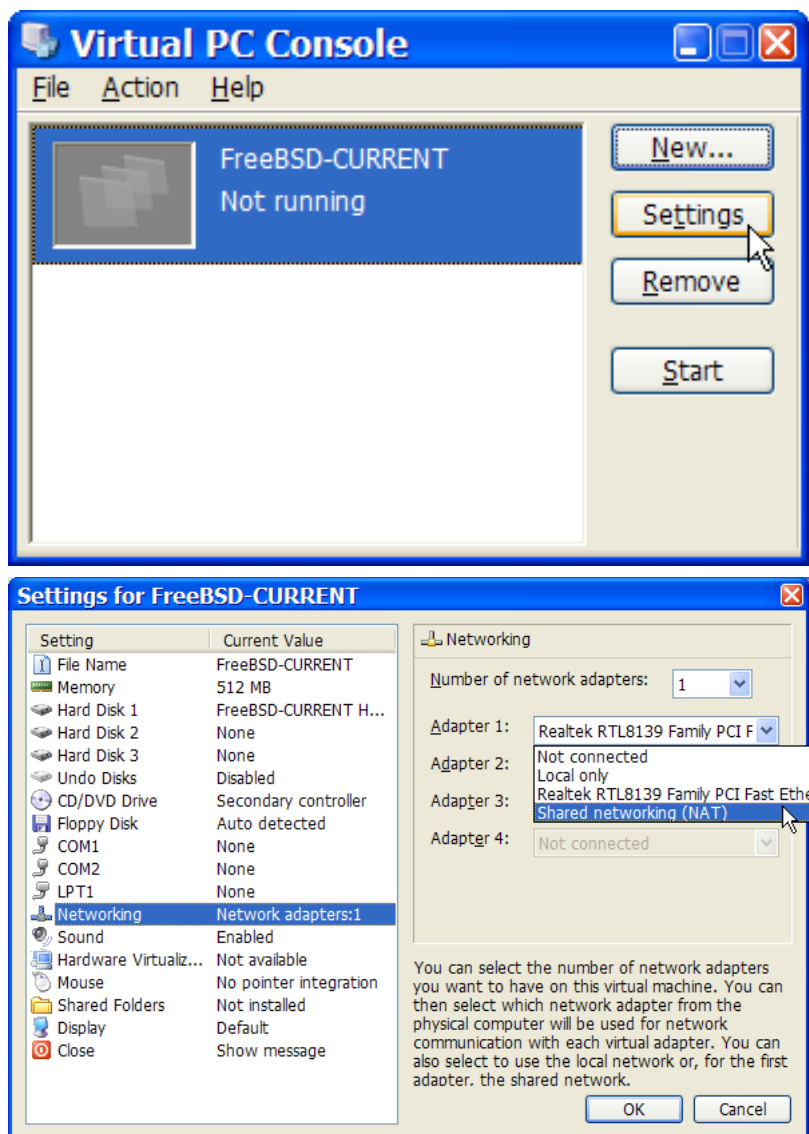 Virtual PC Console
File Action Help
FreeBSD-CURRENT
Not running
New...
Settings
Remove
Start
Settings for FreeBSD-CURRENT
Setting Current Value
File Name FreeBSD-CURRENT
Memory 512 MB
Hard Disk 1 FreeBSD-CURRENT H...
Hard Disk 2 None
Hard Disk 3 None
Undo Disks Disabled
CD/DVD Drive Secondary controller
Floppy Disk Auto detected
COM1 None
COM2 None
LPT1 None
Networking Network adapters:1
Sound Enabled
Hardware Virtualiz... Not available
Mouse No pointer integration
Shared Folders Not installed
Display Default
Close Show message
Networking
Number of network adapters: 1
Adapter 1: Realtek RTL8139 Family PCI F
Not connected
Adapter 2:
Local only
Realtek RTL8139 Family PCI Fast Ethe
Adapter 3:
Shared networking (NAT)
Adapter 4: Not connected
You can select the number of network adapters
you want to have on this virtual machine. You can
then select which network adapter from the
physical computer will be used for network
communication with each virtual adapter. You can
also select to use the local network or, for the first
adapter, the shared network.
OK Cancel